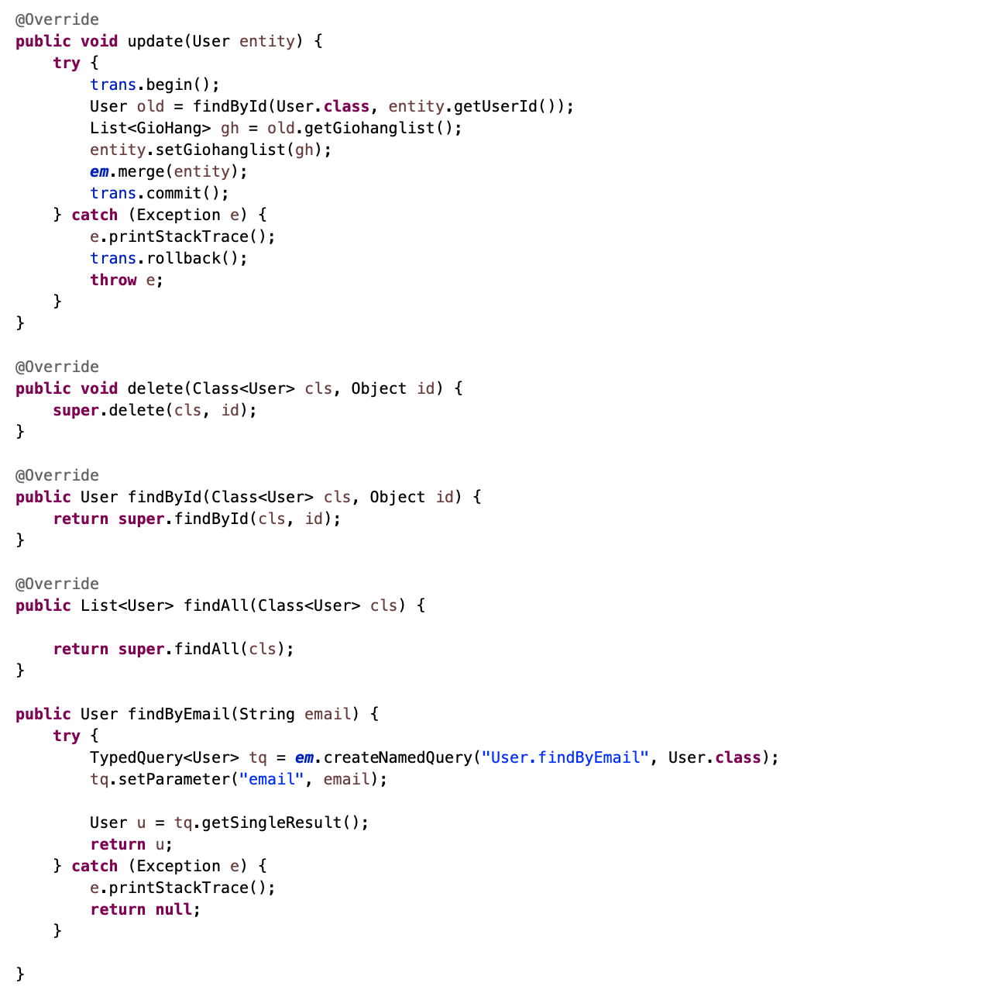 @Override
public void update(User entity) {
    try {
        trans.begin();
        User old = findById(User.class, entity.getUserId());
        List<GioHang> gh = old.getGiohanglist();
        entity.setGiohanglist(gh);
        em.merge(entity);
        trans.commit();
    } catch (Exception e) {
        e.printStackTrace();
        trans.rollback();
        throw e;
    }
}

@Override
public void delete(Class<User> cls, Object id) {
    super.delete(cls, id);
}

@Override
public User findById(Class<User> cls, Object id) {
    return super.findById(cls, id);
}

@Override
public List<User> findAll(Class<User> cls) {

    return super.findAll(cls);
}

public User findByEmail(String email) {
    try {
        TypedQuery<User> tq = em.createNamedQuery("User.findByEmail", User.class);
        tq.setParameter("email", email);

        User u = tq.getSingleResult();
        return u;
    } catch (Exception e) {
        e.printStackTrace();
        return null;
    }

}